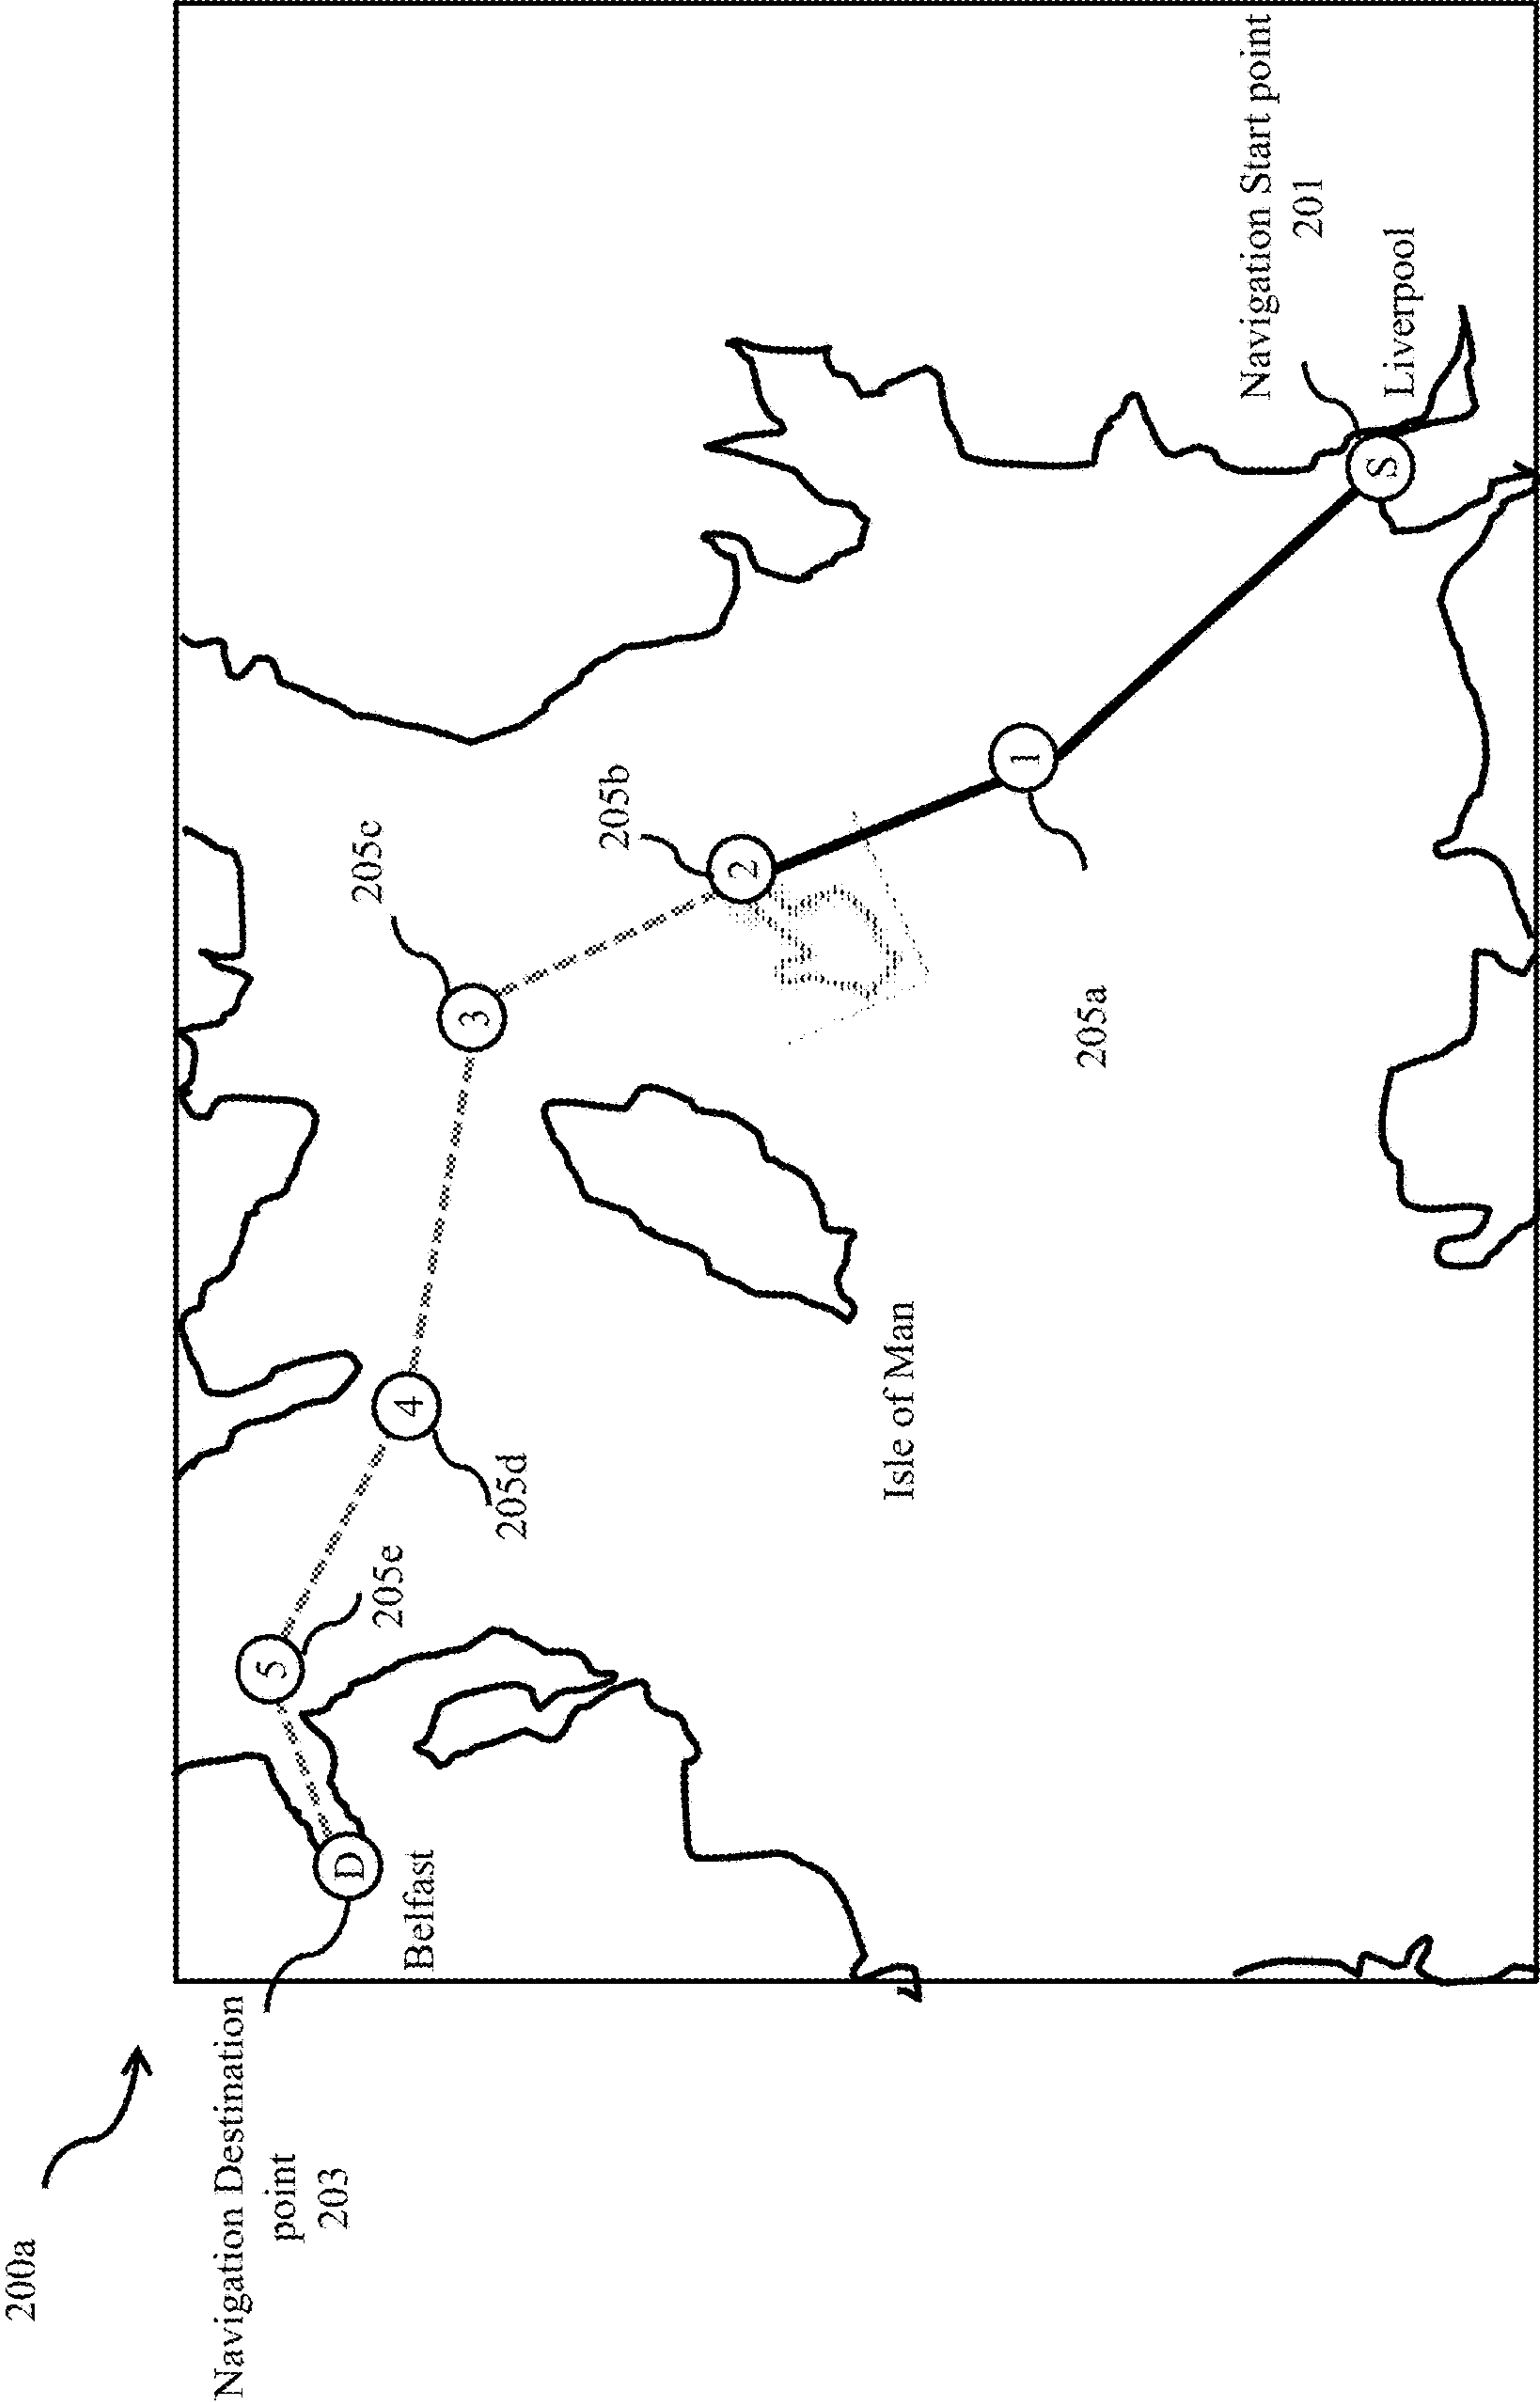 200a
Navigation Destination
point
203
D
Belfast
5
205e
4
205d
3
205c
2
205b
1
205a
Isle of Man
Navigation Start point
201
S
Liverpool